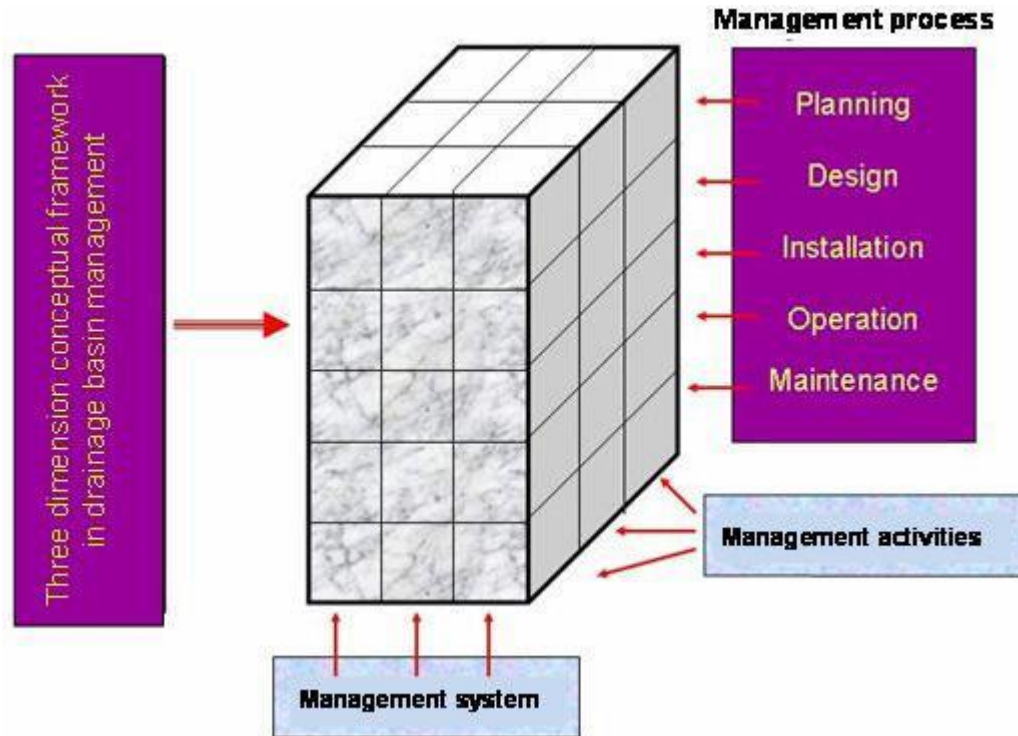 Three dimension conceptual framework
in drainage basin management
Management process
Planning
Design
Installation
Operation
Maintenance
Management activities
Management system